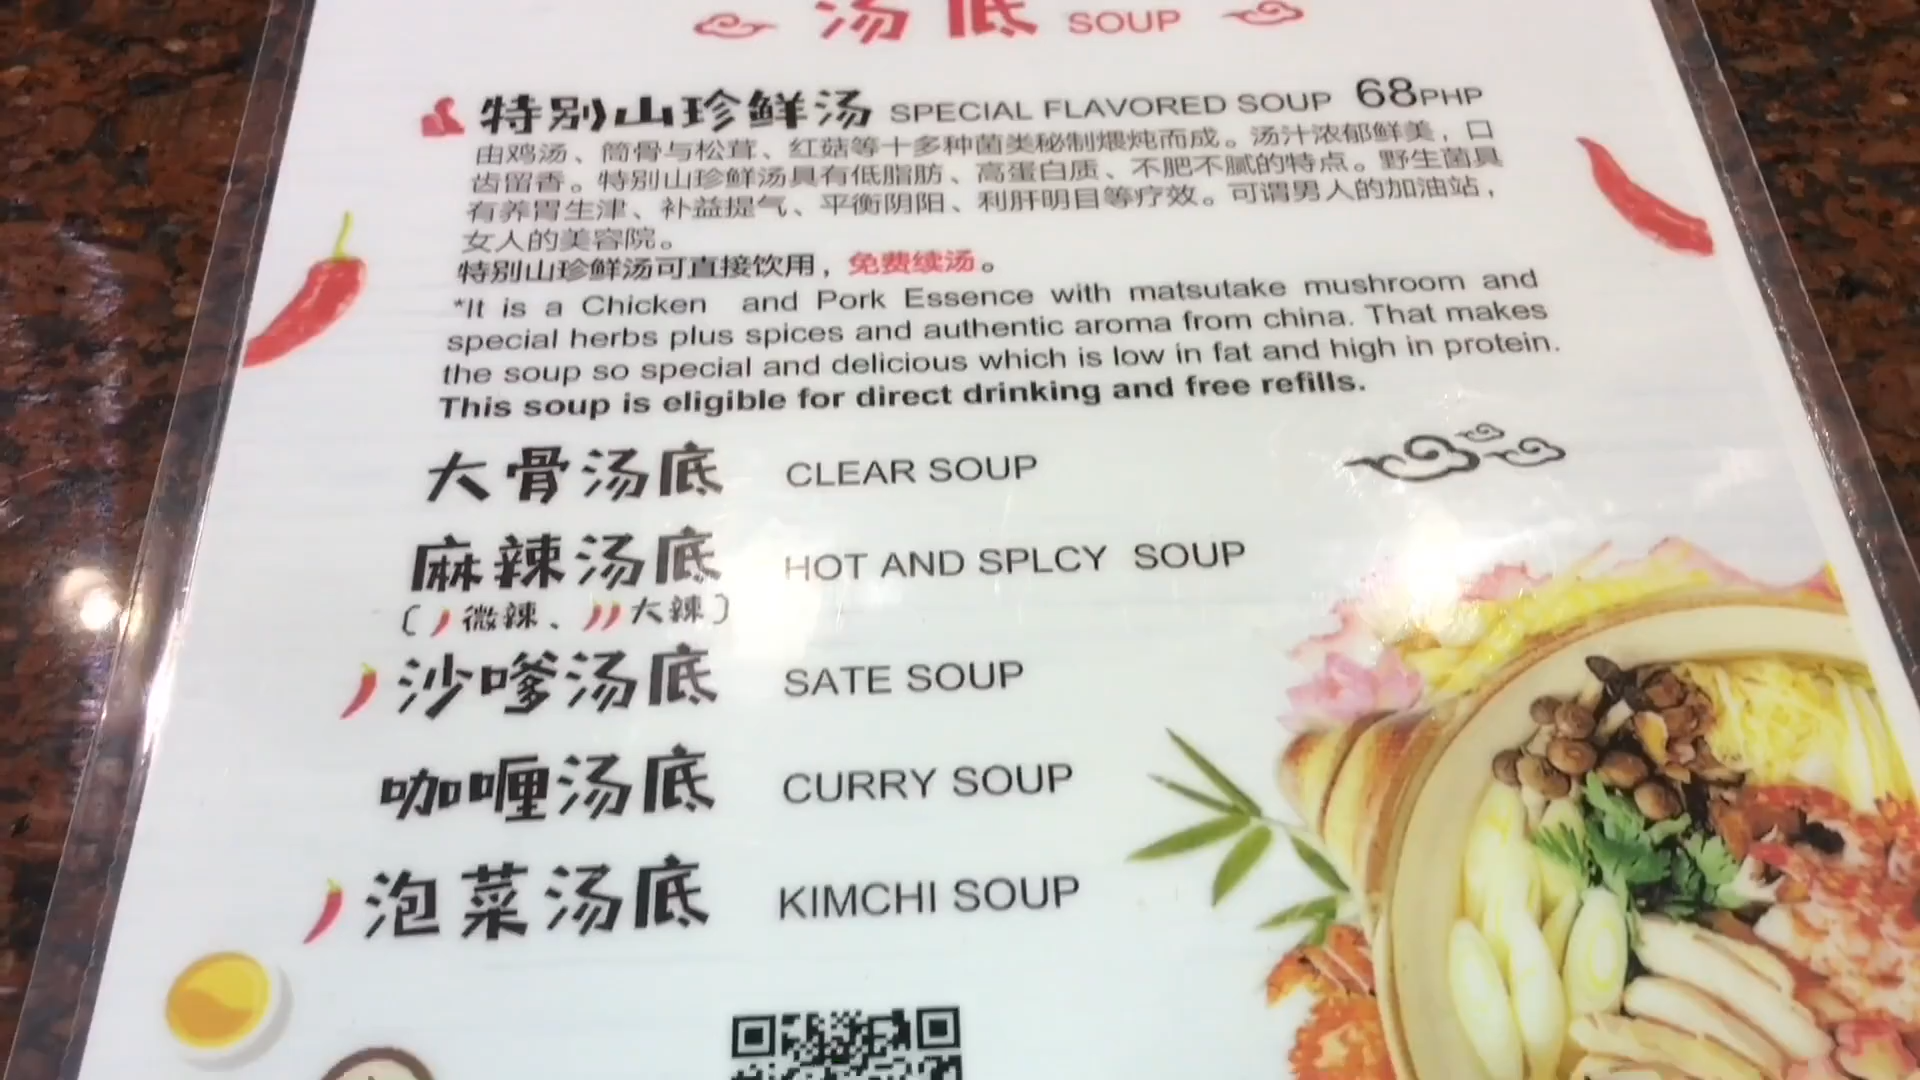 汤底 SOUP
特别山珍鲜汤 SPECIAL FLAVORED SOUP 68PHP
由鸡汤、筒骨与松茸、红菇等十多种菌类秘制煨炖而成。汤汁浓郁鲜美，口
齿留香。特别山珍鲜汤具有低脂肪、高蛋白质、不肥不腻的特点。野生菌具
有养胃生津、补益提气、平衡阴阳、利肝明目等疗效。可谓男人的加油站，
女人的美容院。
特别山珍鲜汤可直接饮用，免费续汤。
*It is a Chicken and Pork Essence with matsutake mushroom and
special herbs plus spices and authentic aroma from china. That makes
the soup so special and delicious which is low in fat and high in protein.
This soup is eligible for direct drinking and free refills.
大骨汤底 CLEAR SOUP
麻辣汤底 HOT AND SPLCY SOUP
(微辣、大辣)
沙嗲汤底 SATE SOUP
咖喱汤底 CURRY SOUP
泡菜汤底 KIMCHI SOUP